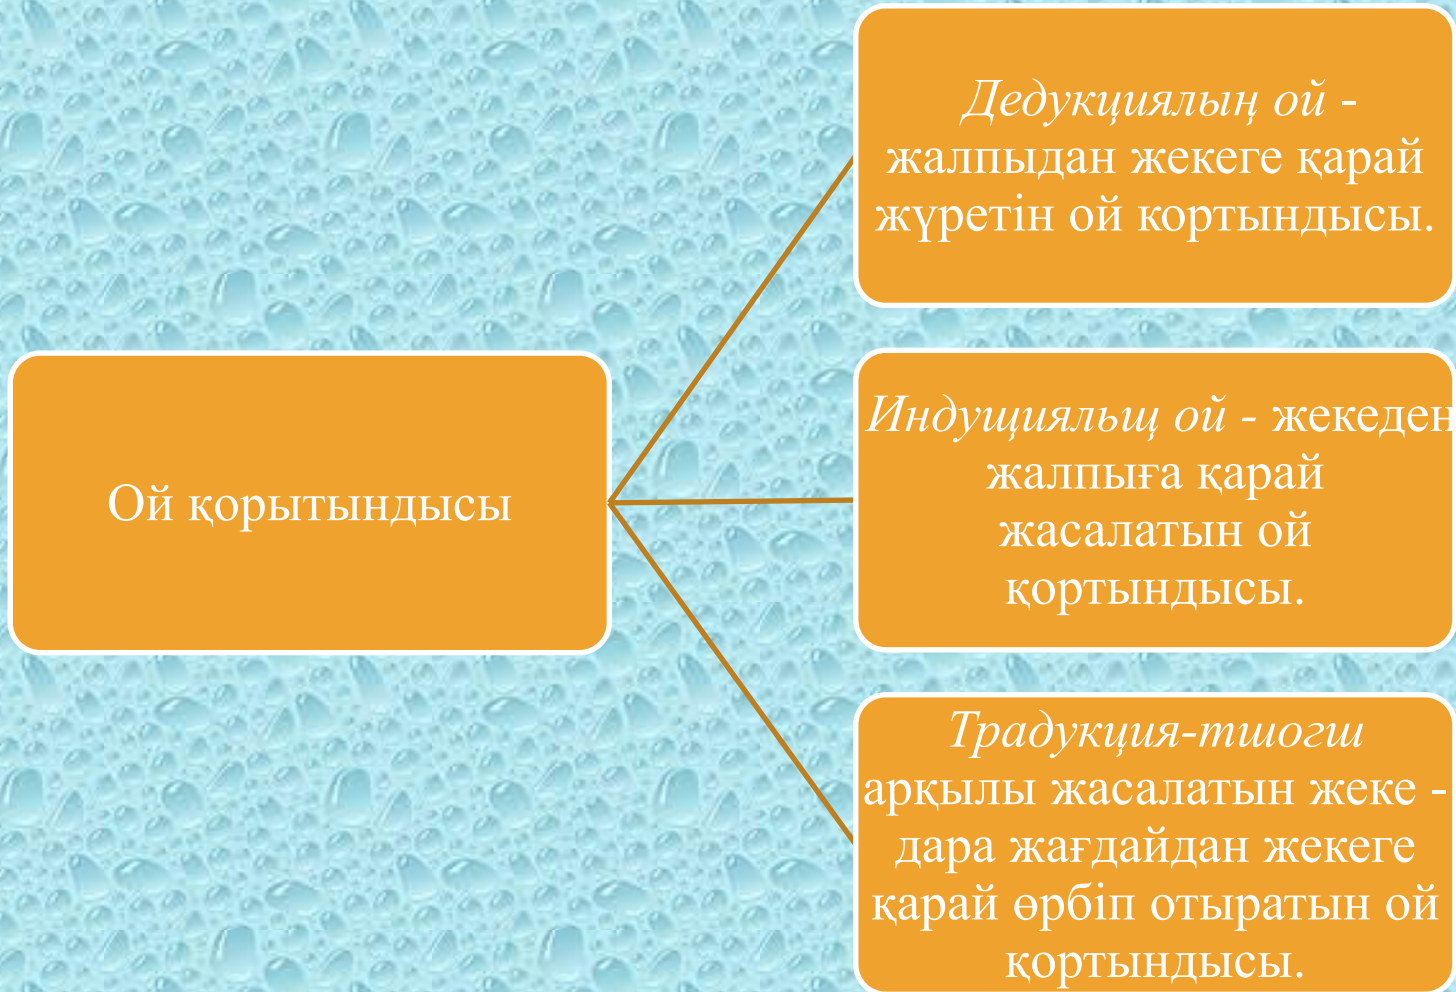 Ой қорытындысы
Дедукциялың ой -
жалпыдан жекеге қарай
жүретін ой кортындысы.
Индущияльщ ой - жекеден
жалпыға қарай
жасалатын ой
қортындысы.
Традукция-тшогш
арқылы жасалатын жеке -
дара жағдайдан жекеге
қарай өрбіп отыратын ой
қортындысы.